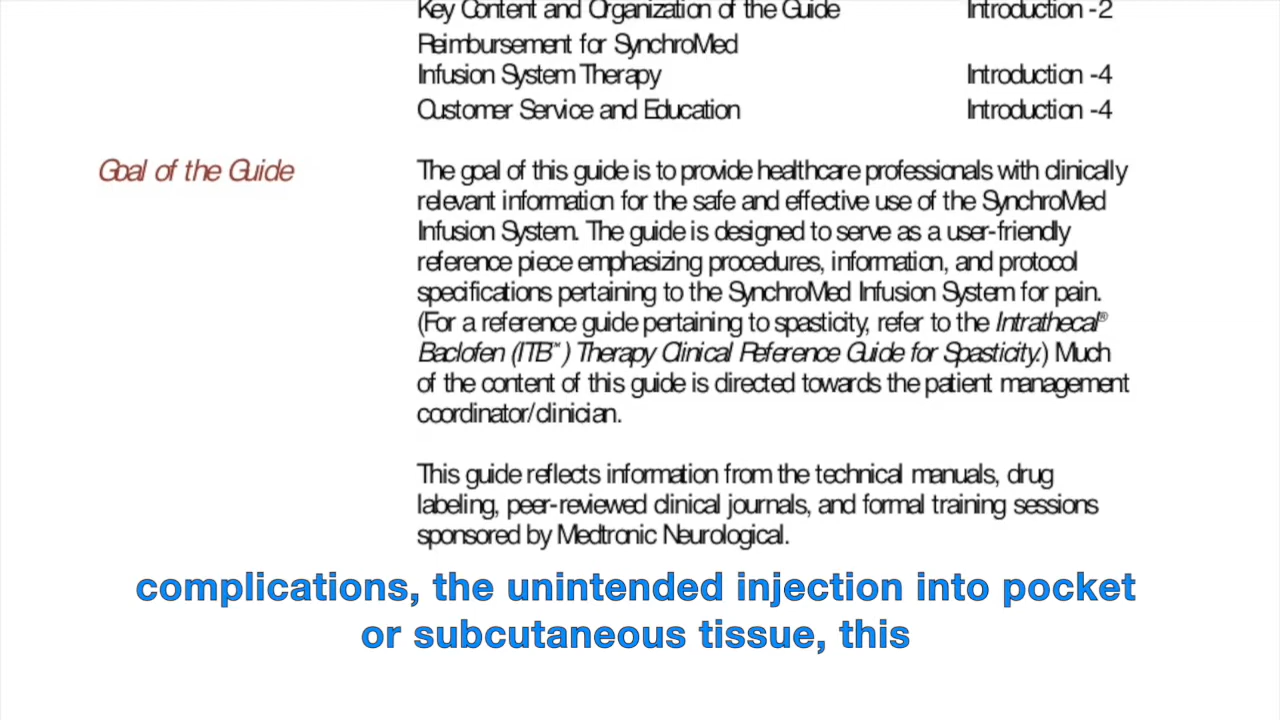 Key Content and Organization of the Guide Introduction -2
Reimbursement for SynchroMed
Infusion System Therapy Introduction -4
Customer Service and Education Introduction -4
Goal of the Guide
The goal of this guide is to provide healthcare professionals with clinically
relevant information for the safe and effective use of the SynchroMed
Infusion System. The guide is designed to serve as a user-friendly
reference piece emphasizing procedures, information, and protocol
specifications pertaining to the SynchroMed Infusion System for pain.
(For a reference guide pertaining to spasticity, refer to the Intrathecal®
Baclofen (ITB™) Therapy Clinical Reference Guide for Spasticity.) Much
of the content of this guide is directed towards the patient management
coordinator/clinician.
This guide reflects information from the technical manuals, drug
labeling, peer-reviewed clinical journals, and formal training sessions
sponsored by Medtronic Neurological.
complications, the unintended injection into pocket
or subcutaneous tissue, this